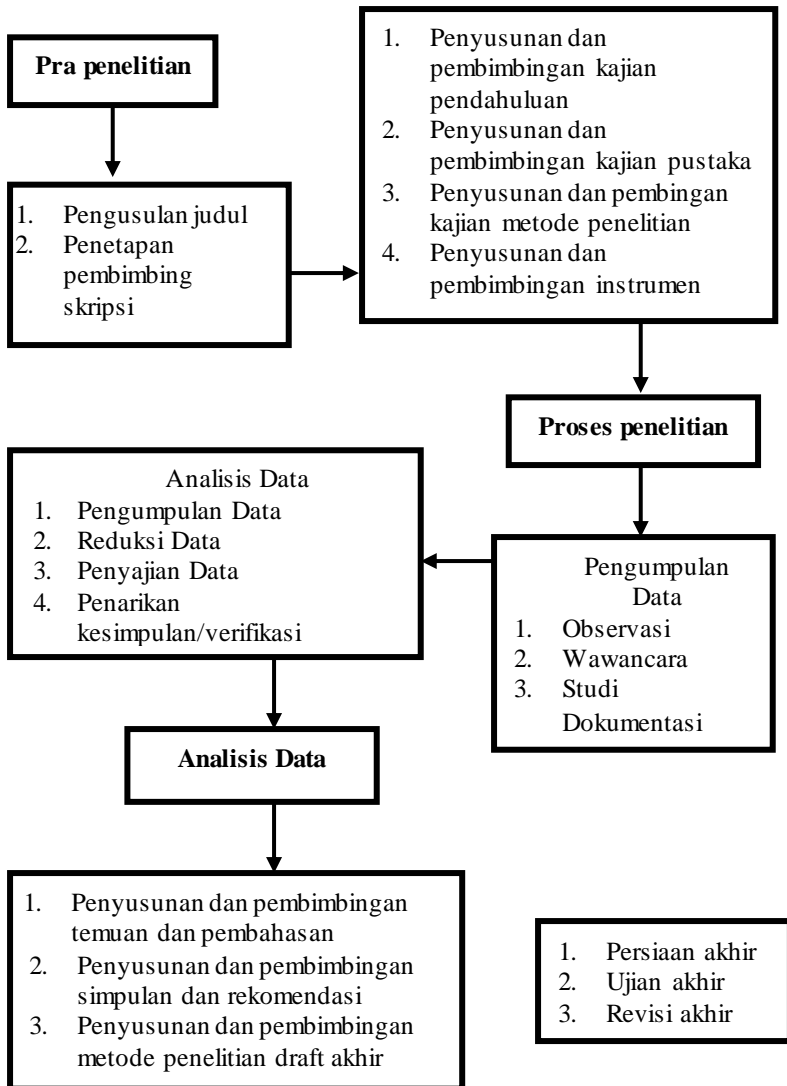 Pra penelitian
1. Pengusulan judul
2. Penetapan
pembimbing
skripsi
1. Penyusunan dan
pembimbingan kajian
pendahuluan
2. Penyusunan dan
pembimbingan kajian pustaka
3. Penyusunan dan pembingan
kajian metode penelitian
4. Penyusunan dan
pembimbingan instrumen
Proses penelitian
Pengumpulan
Data
1. Observasi
2. Wawancara
3. Studi
Dokumentasi
Analisis Data
1. Pengumpulan Data
2. Reduksi Data
3. Penyajian Data
4. Penarikan
kesimpulan/verifikasi
Analisis Data
1. Penyusunan dan pembimbingan
temuan dan pembahasan
2. Penyusunan dan pembimbingan
simpulan dan rekomendasi
3. Penyusunan dan pembimbingan
metode penelitian draft akhir
1. Persiaan akhir
2. Ujian akhir
3. Revisi akhir